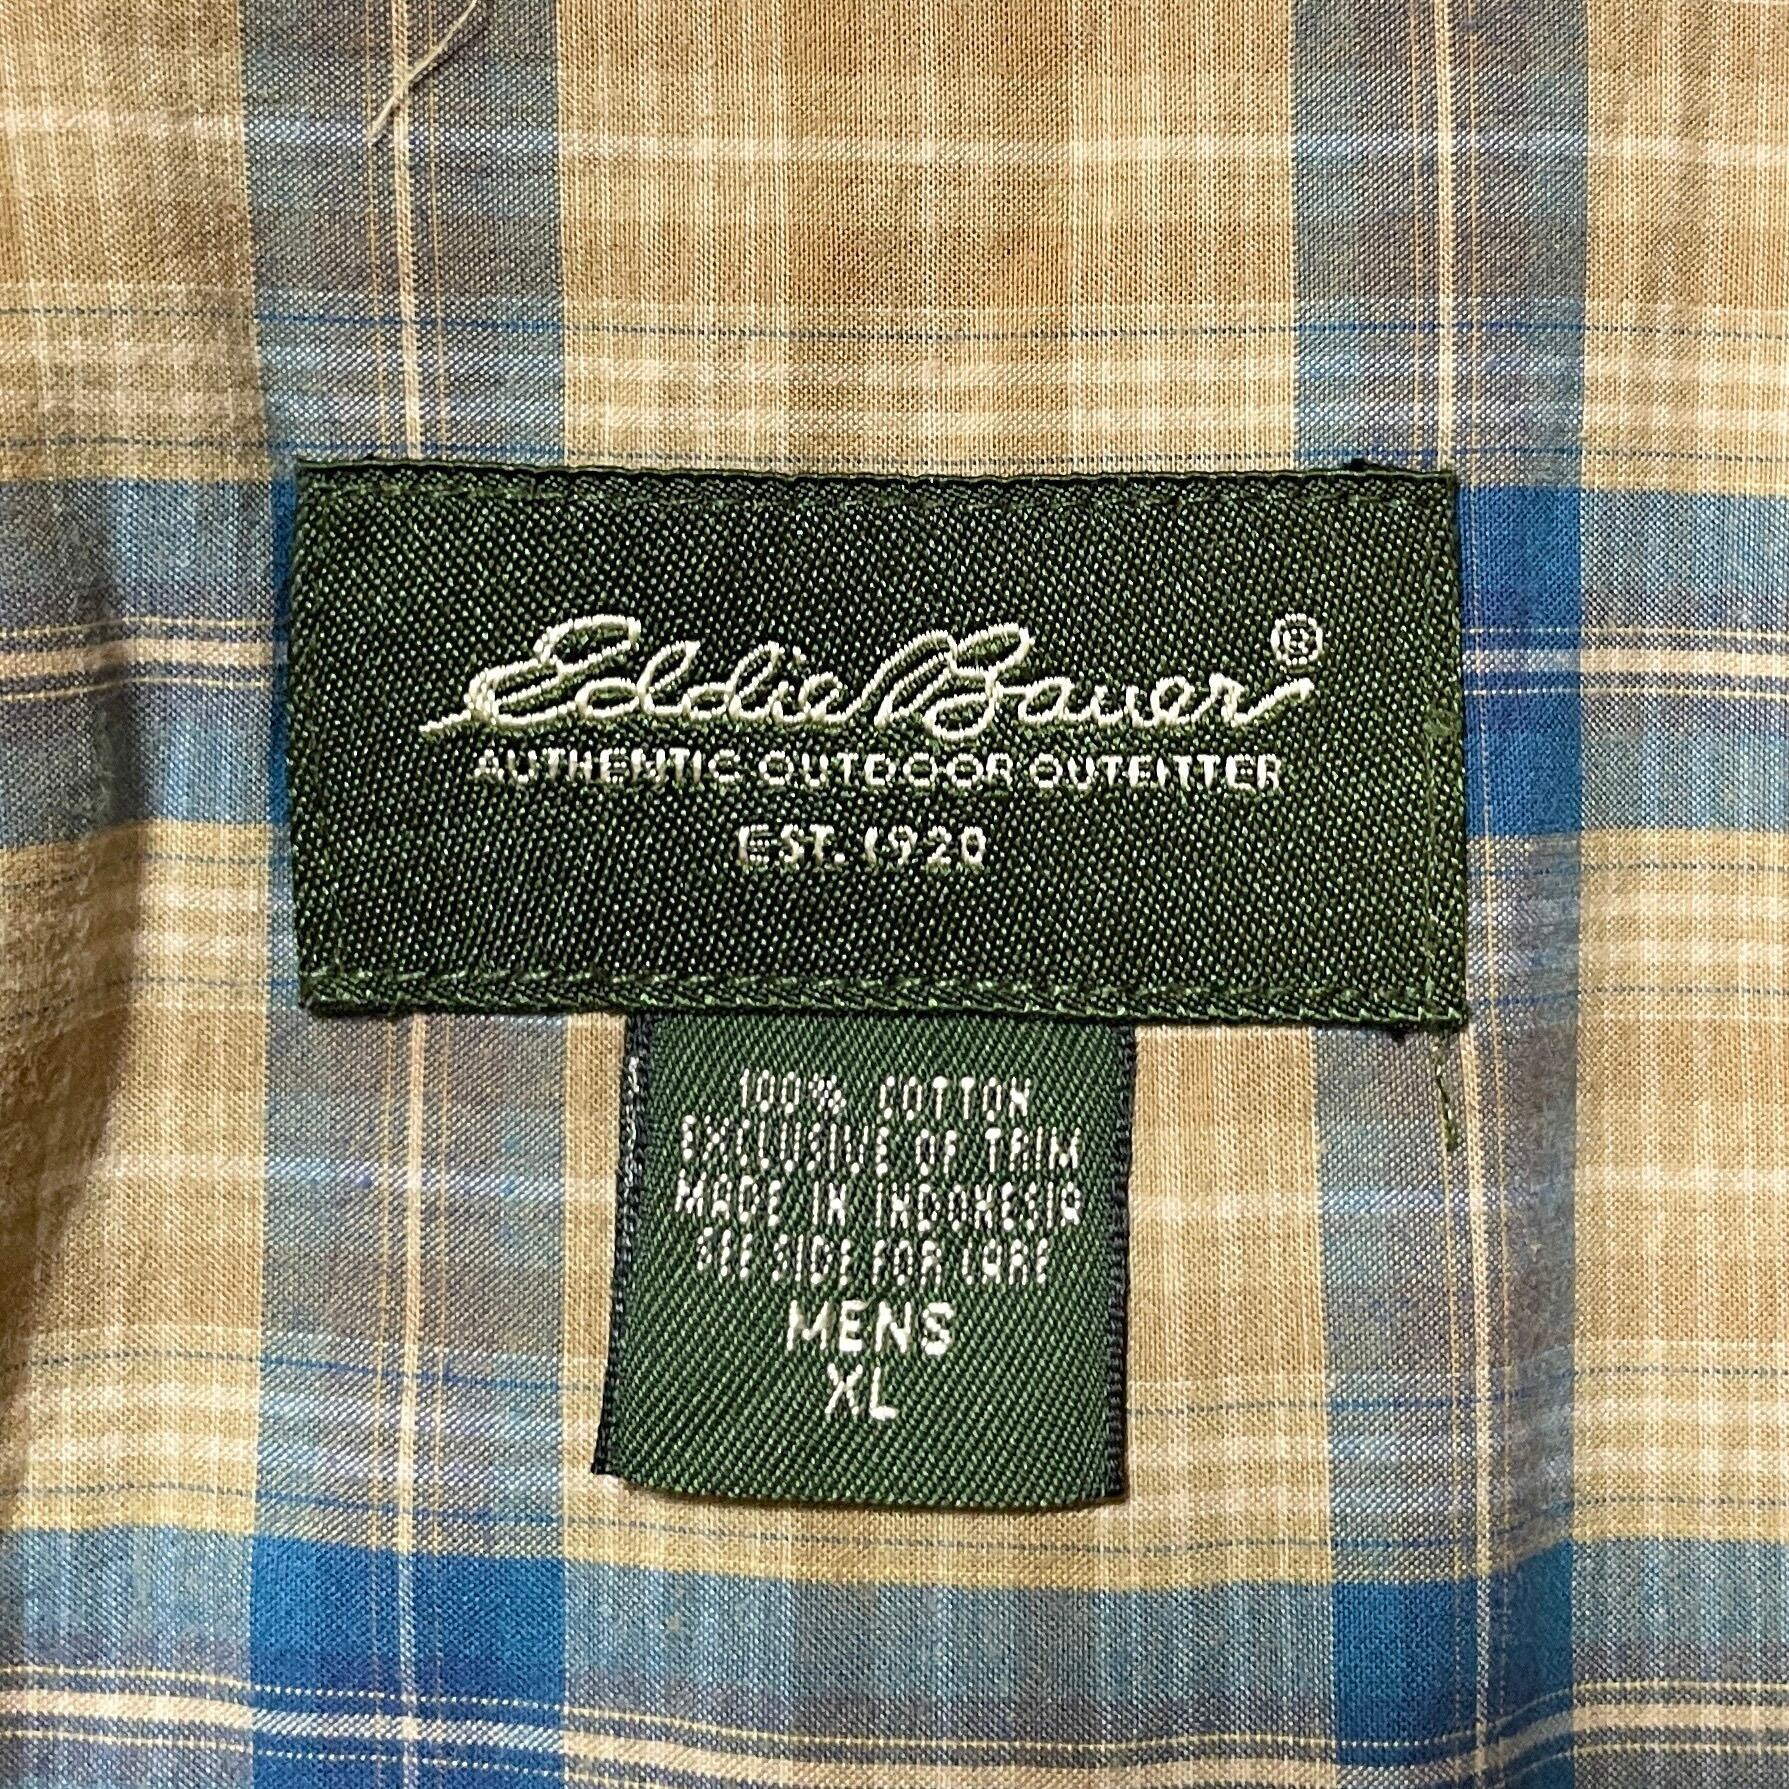 Eddie Bauer®
AUTHENTIC OUTDOOR OUTFITTER
EST. 1920
100% COTTON
EXCLUSIVE OF TRIM
MADE IN INDONESIA
SEE SIDE FOR CARE
MENS
XL